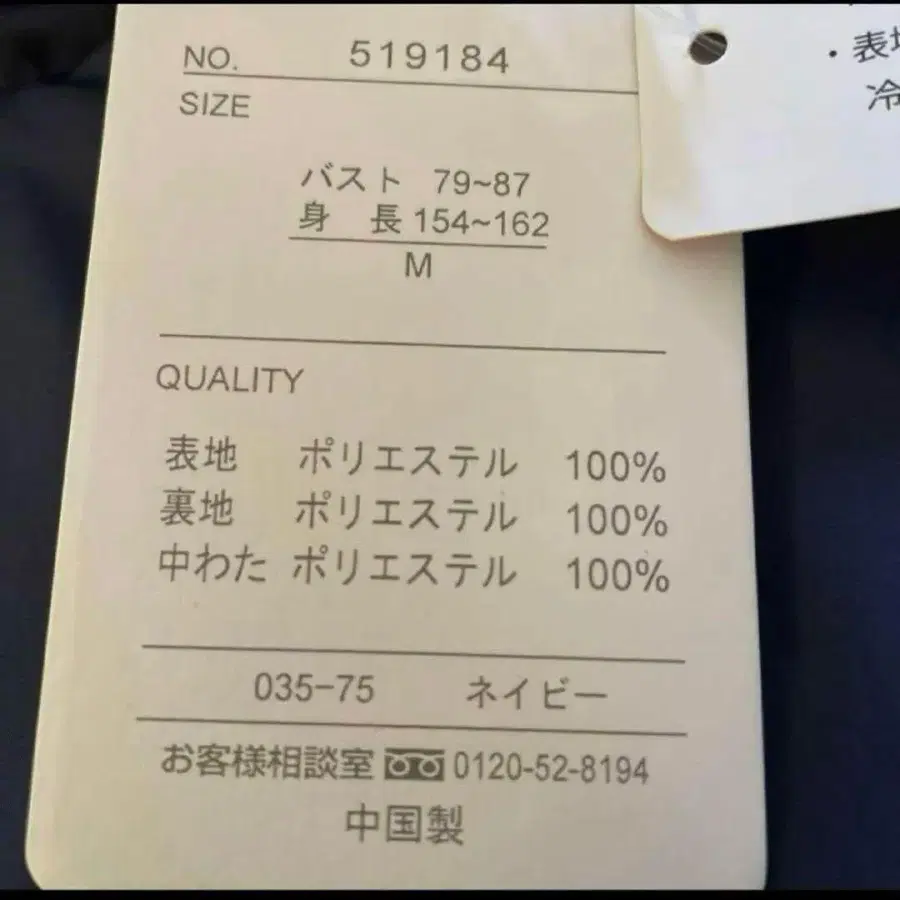 NO. 519184
SIZE
バスト 79~87
身 長 154~162
M
QUALITY
表地 ポリエステル 100%
裏地 ポリエステル 100%
中わた ポリエステル 100%
035-75 ネイビー
お客様相談室 0120-52-8194
中国製
・表地
冷